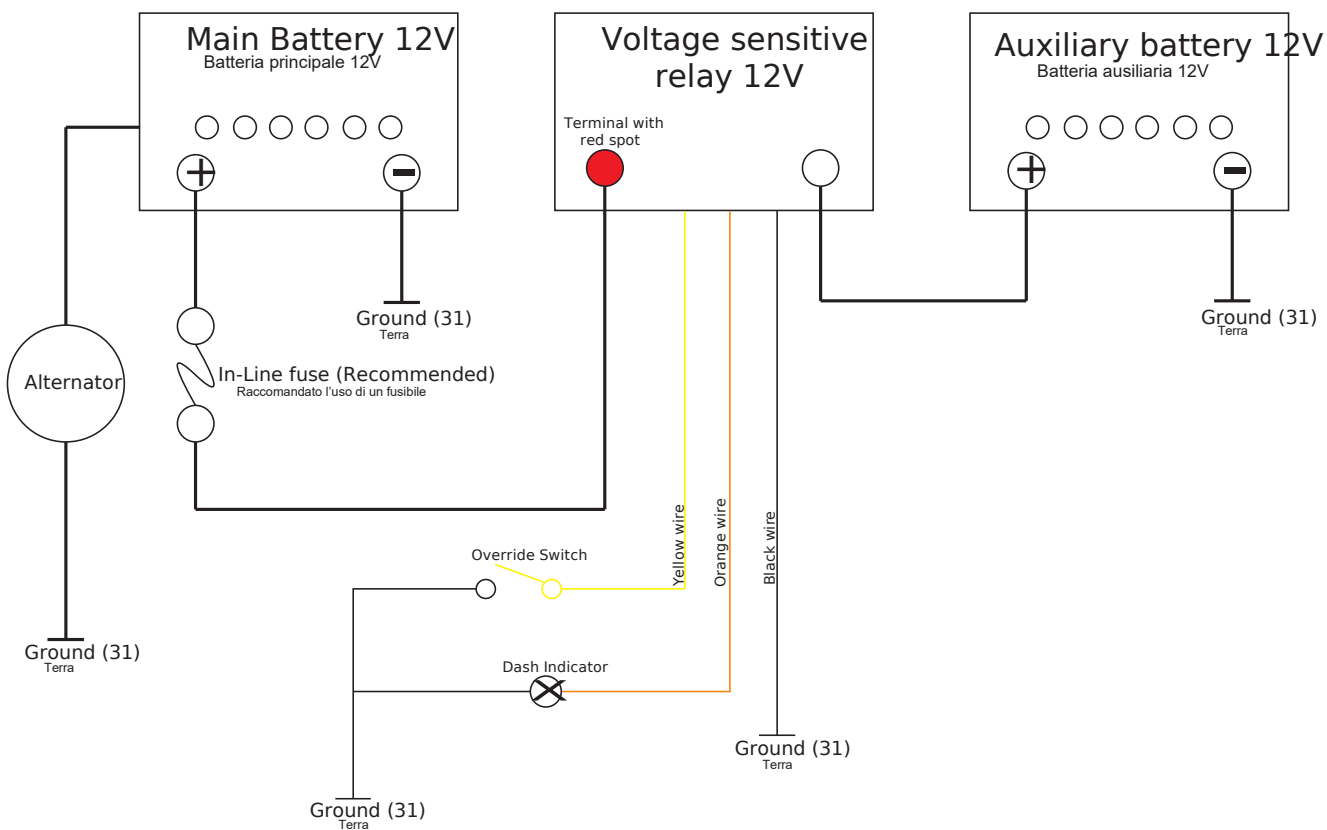 Main Battery 12V
Batteria principale 12V
Voltage sensitive
relay 12V
Auxiliary battery 12V
Batteria ausiliaria 12V
Terminal with
red spot
Ground (31)
Terra
Ground (31)
Terra
Alternator
In-Line fuse (Recommended)
Raccomandato l'uso di un fusibile
Yellow wire
Orange wire
Black wire
Override Switch
Ground (31)
Terra
Dash Indicator
Ground (31)
Terra
Ground (31)
Terra